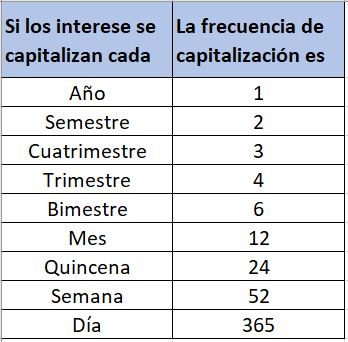 Si los interese se La frecuencia de
capitalizan cada capitalización es
Año 1
Semestre 2
Cuatrimestre 3
Trimestre 4
Bimestre 6
Mes 12
Quincena 24
Semana 52
Día 365